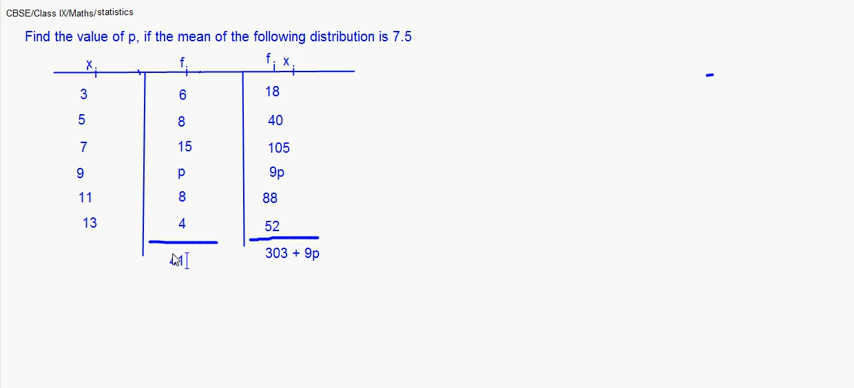 CBSE/Class IX/Maths/statistics
Find the value of p, if the mean of the following distribution is 7.5
xi fi fi xi
3 6 18
5 8 40
7 15 105
9 p 9p
11 8 88
13 4 52
303 + 9p